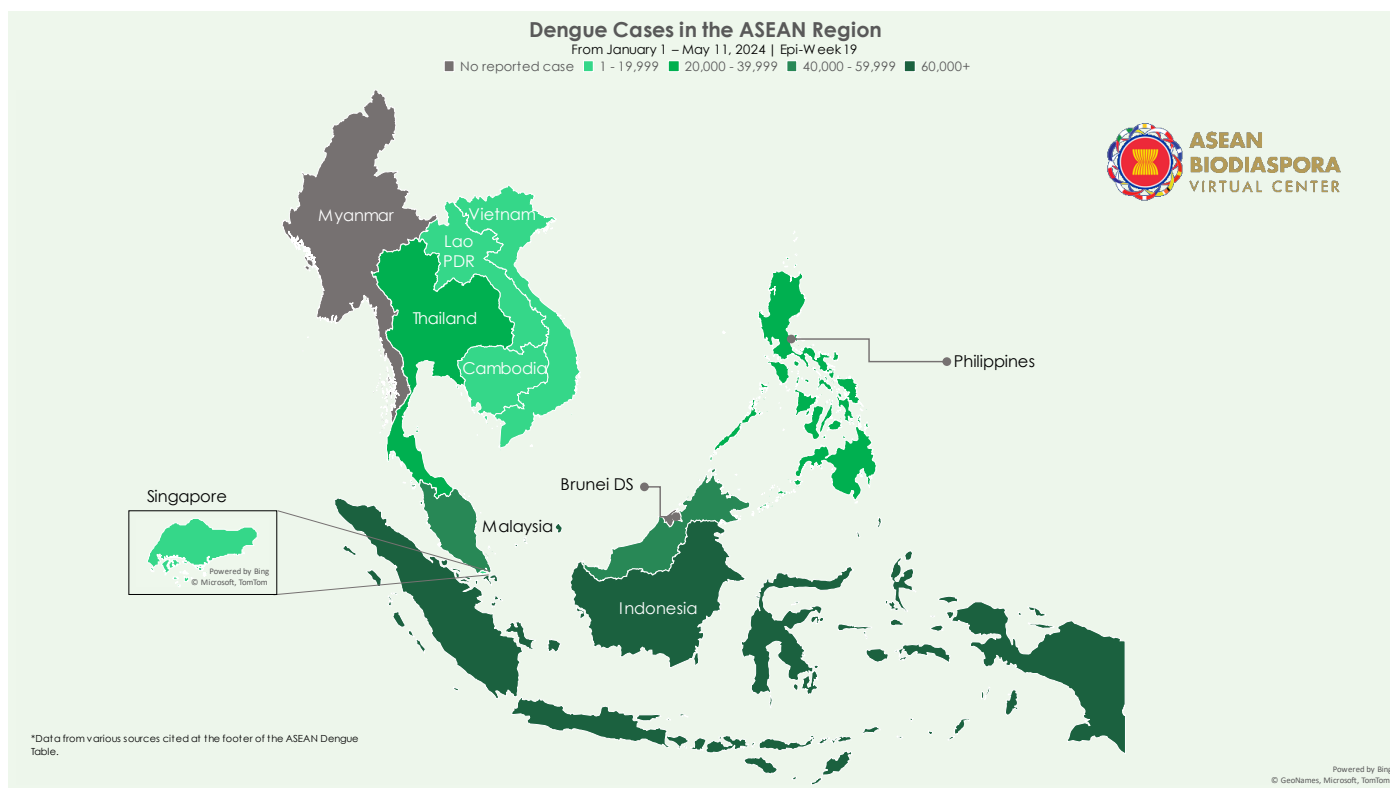 Dengue Cases in the ASEAN Region
From January 1 – May 11, 2024 | Epi-Week 19
No reported case 1 - 19,999 20,000 - 39,999 40,000 - 59,999 60,000+
ASEAN
BIODIASPORA
VIRTUAL CENTER
Myanmar
Vietnam
Lao
PDR
Thailand
Cambodia
Philippines
Brunei DS
Singapore
Malaysia
Powered by Bing
© Microsoft, TomTom
Indonesia
*Data from various sources cited at the footer of the ASEAN Dengue
Table.
Powered by Bing
© GeoNames, Microsoft, TomTom